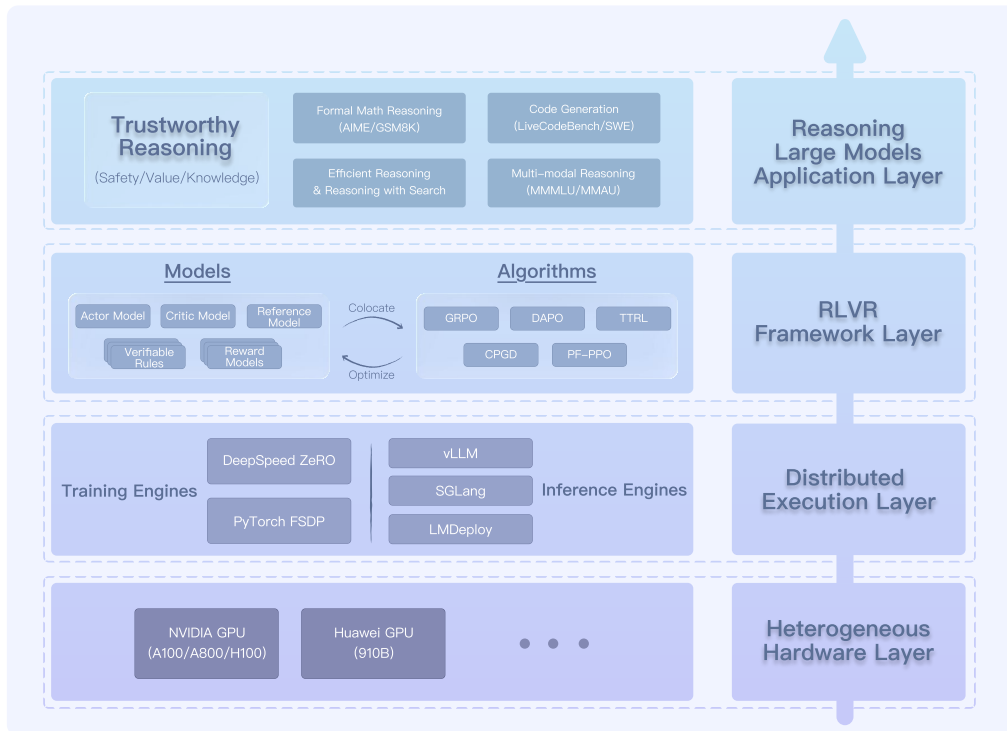 Trustworthy
Reasoning
(Safety/Value/Knowledge)
Formal Math Reasoning
(AIME/GSM8K)
Code Generation
(LiveCodeBench/SWE)
Efficient Reasoning
& Reasoning with Search
Multi-modal Reasoning
(MMMLU/MMAU)
Reasoning
Large Models
Application Layer
Models
Actor Model
Critic Model
Reference
Model
Verifiable
Rules
Reward
Models
Colocate
Optimize
Algorithms
GRPO
DAPO
TTRL
CPGD
PF-PPO
RLVR
Framework Layer
Training Engines
DeepSpeed ZeRO
PyTorch FSDP
vLLM
SGLang
LMDeploy
Inference Engines
Distributed
Execution Layer
NVIDIA GPU
(A100/A800/H100)
Huawei GPU
(910B)
Heterogeneous
Hardware Layer